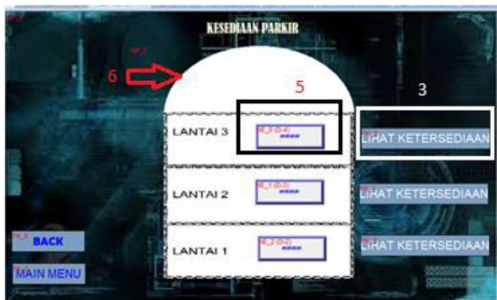 KESEDIAAN PARKIR
6
5
3
LANTAI 3
####
LIHAT KETERSEDIAAN
LANTAI 2
####
LIHAT KETERSEDIAAN
LANTAI 1
####
LIHAT KETERSEDIAAN
BACK
MAIN MENU